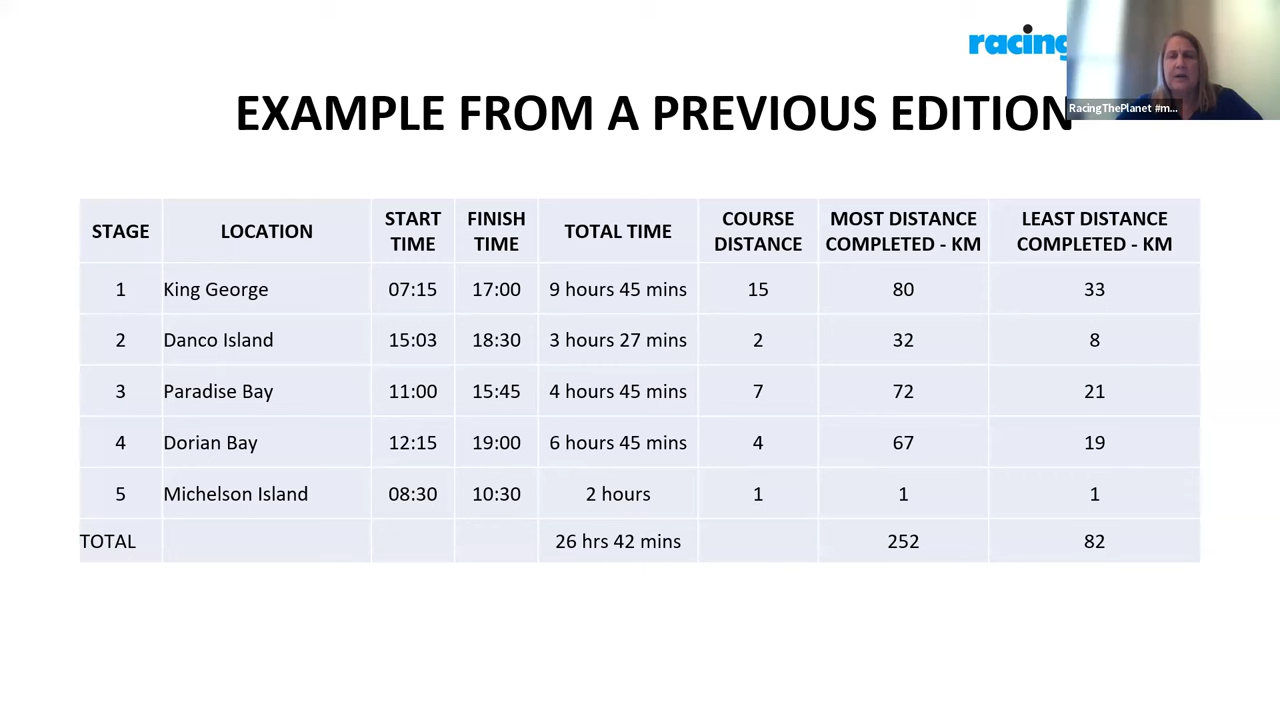 racing
RacingThePlanet #m...
EXAMPLE FROM A PREVIOUS EDITION
STAGE LOCATION START TIME FINISH TIME TOTAL TIME COURSE DISTANCE MOST DISTANCE COMPLETED - KM LEAST DISTANCE COMPLETED - KM
1 King George 07:15 17:00 9 hours 45 mins 15 80 33
2 Danco Island 15:03 18:30 3 hours 27 mins 2 32 8
3 Paradise Bay 11:00 15:45 4 hours 45 mins 7 72 21
4 Dorian Bay 12:15 19:00 6 hours 45 mins 4 67 19
5 Michelson Island 08:30 10:30 2 hours 1 1 1
TOTAL 26 hrs 42 mins 252 82